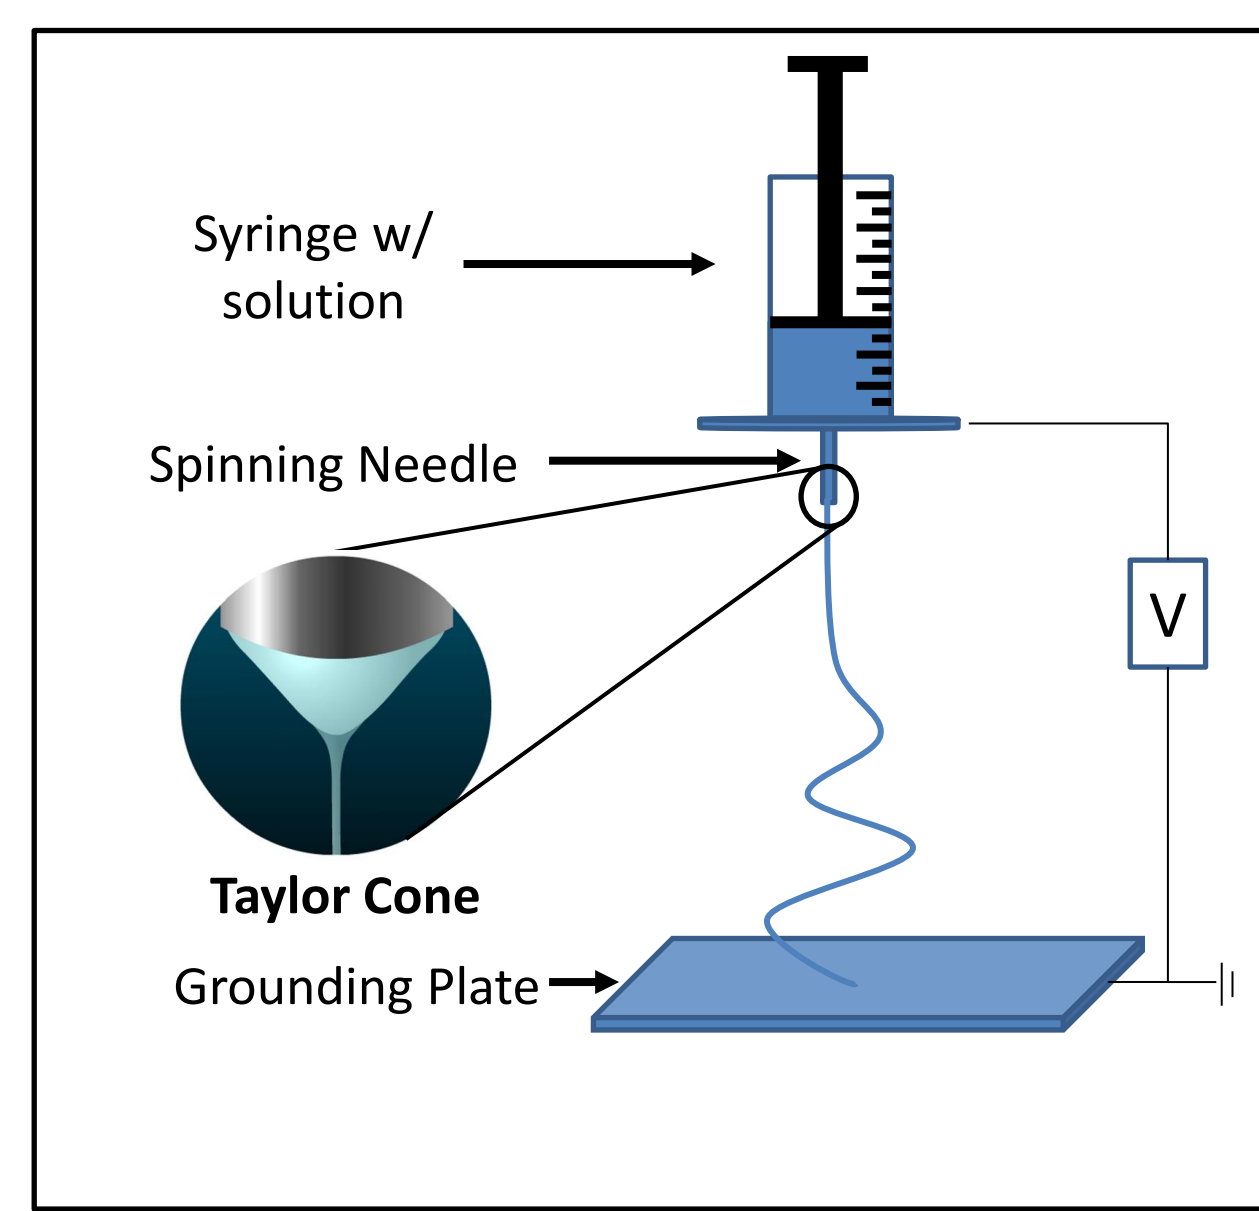 Syringe w/
solution
Spinning Needle
V
Taylor Cone
Grounding Plate